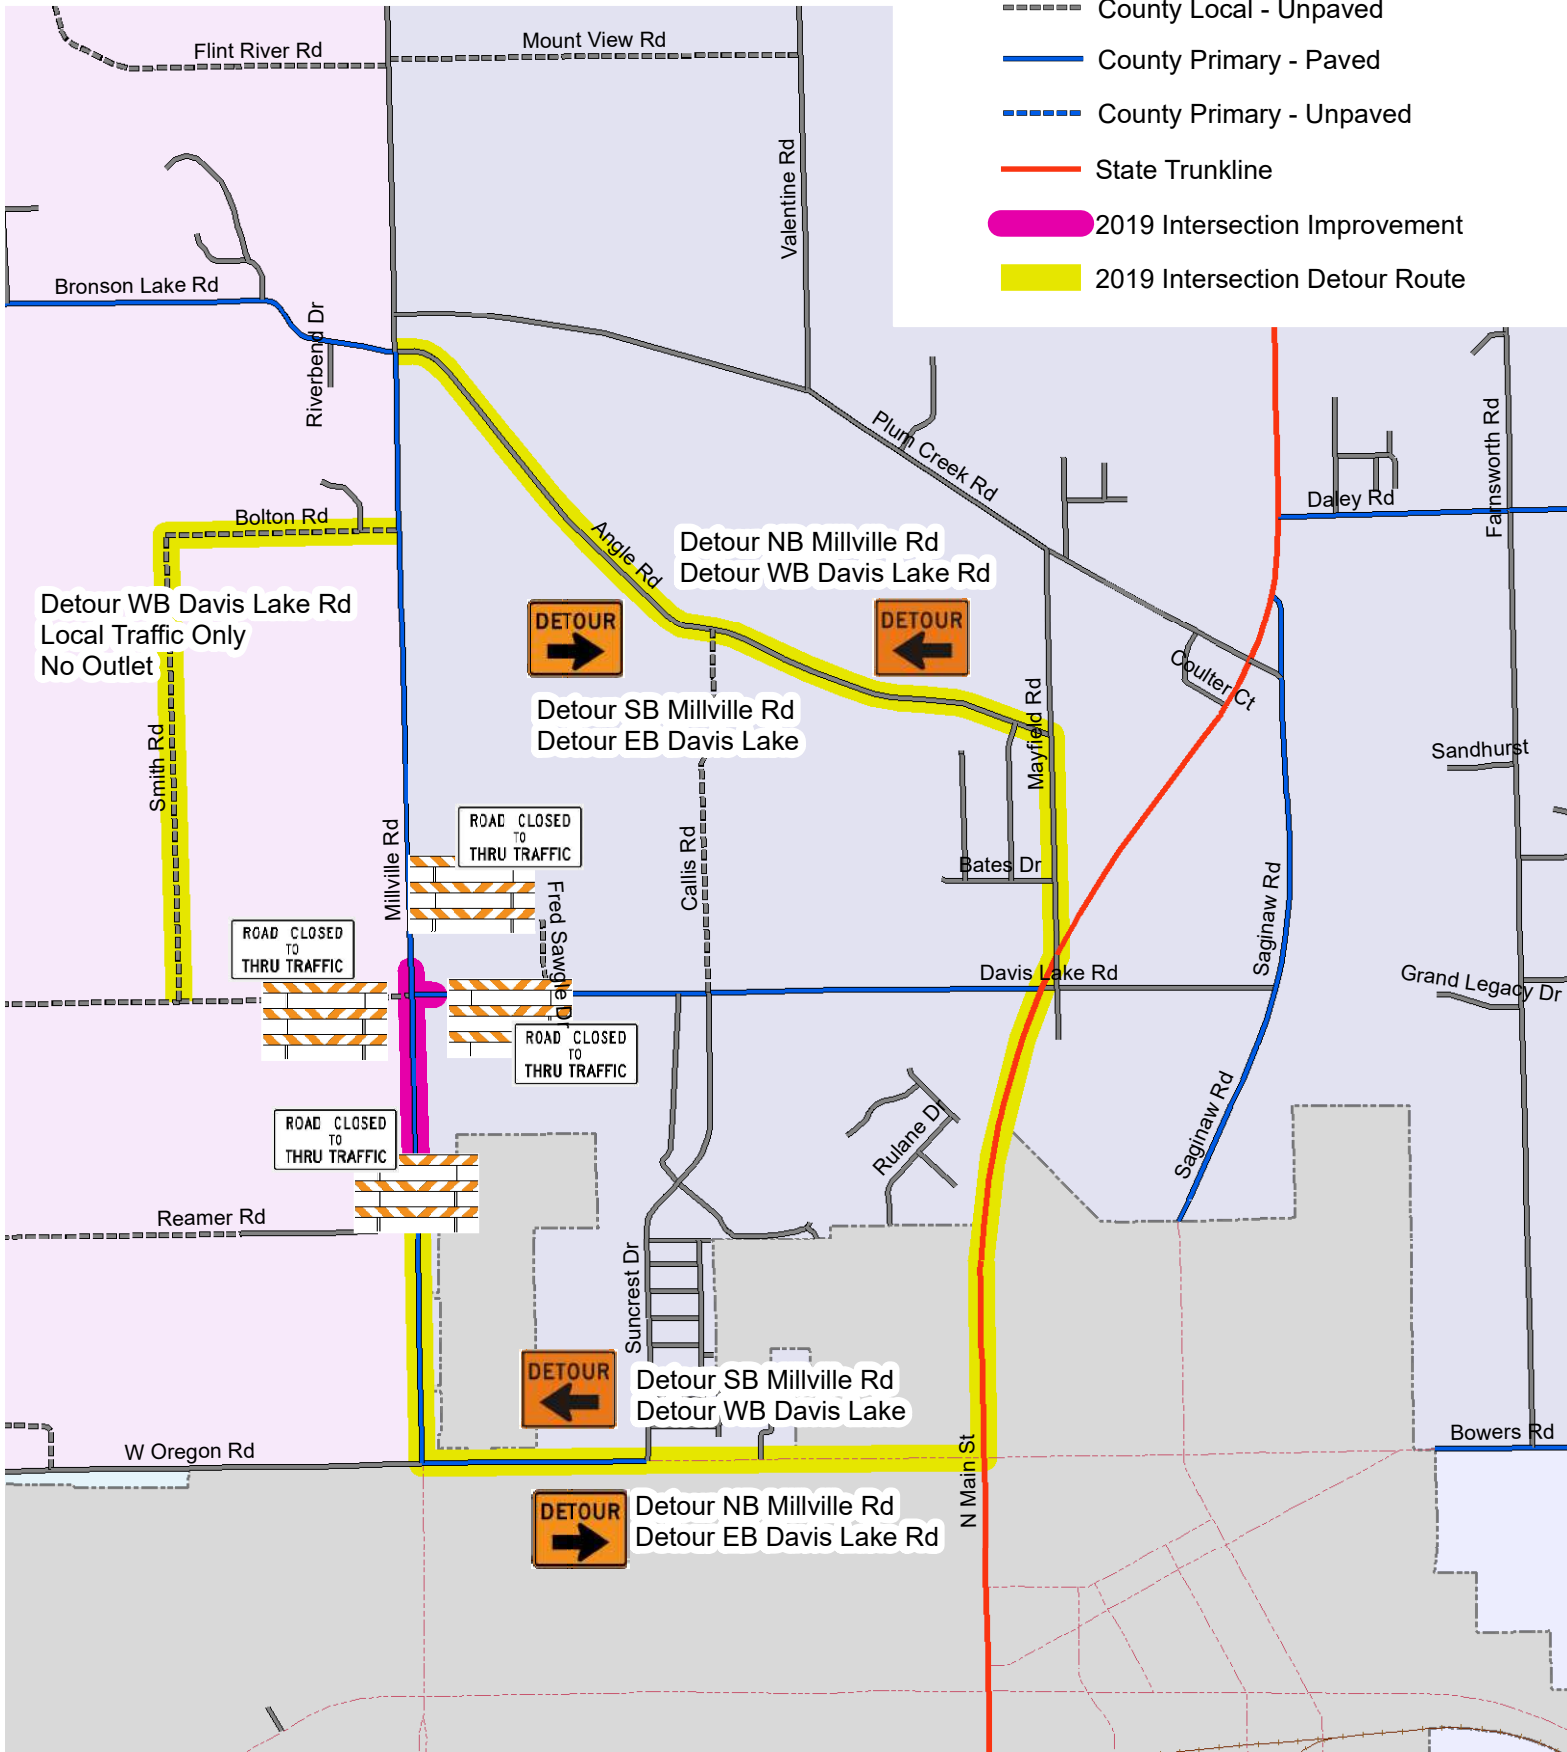 County Local - Unpaved
County Primary - Paved
County Primary - Unpaved
State Trunkline
2019 Intersection Improvement
2019 Intersection Detour Route
Flint River Rd
Mount View Rd
Valentine Rd
Bronson Lake Rd
Riverbend Dr
Plum Creek Rd
Farnsworth Rd
Daley Rd
Bolton Rd
Angle Rd
Detour NB Millville Rd
Detour WB Davis Lake Rd
Detour WB Davis Lake Rd
Local Traffic Only
No Outlet
DETOUR
DETOUR
Coulter Ct
Detour SB Millville Rd
Detour EB Davis Lake
Mayfield Rd
Smith Rd
Sandhurst
Millville Rd
ROAD CLOSED
TO
THRU TRAFFIC
Callis Rd
Bates Dr
Fred Sawgle Dr
Saginaw Rd
ROAD CLOSED
TO
THRU TRAFFIC
Davis Lake Rd
Grand Legacy Dr
ROAD CLOSED
TO
THRU TRAFFIC
ROAD CLOSED
TO
THRU TRAFFIC
Rulane Dr
Saginaw Rd
Reamer Rd
Suncrest Dr
DETOUR
Detour SB Millville Rd
Detour WB Davis Lake
W Oregon Rd
Bowers Rd
N Main St
DETOUR
Detour NB Millville Rd
Detour EB Davis Lake Rd